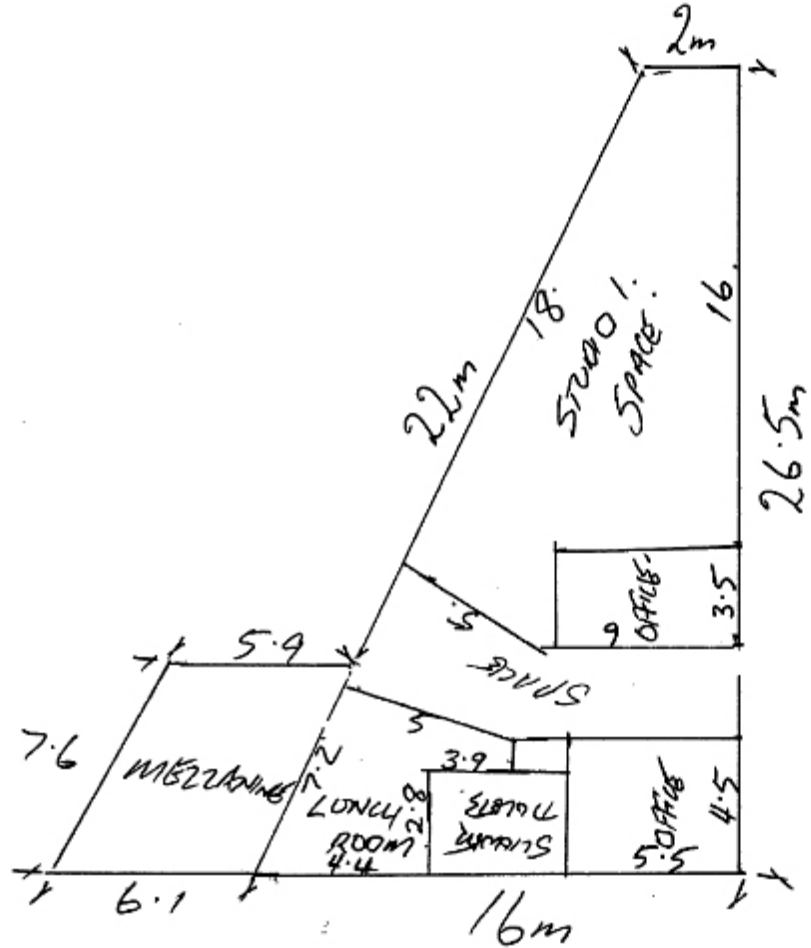 2m
18.
STUDIO 1.
SPACE.
16.
22m
26.5m
OFFICE.
3.5
9
5.
SPACE
5.9
7.6
MEZZANINE
7.2
5
3.9
LUNCH
ROOM
2.8
4.4
TOILETS
OFFICE
4.5
5.5
6.1
16m